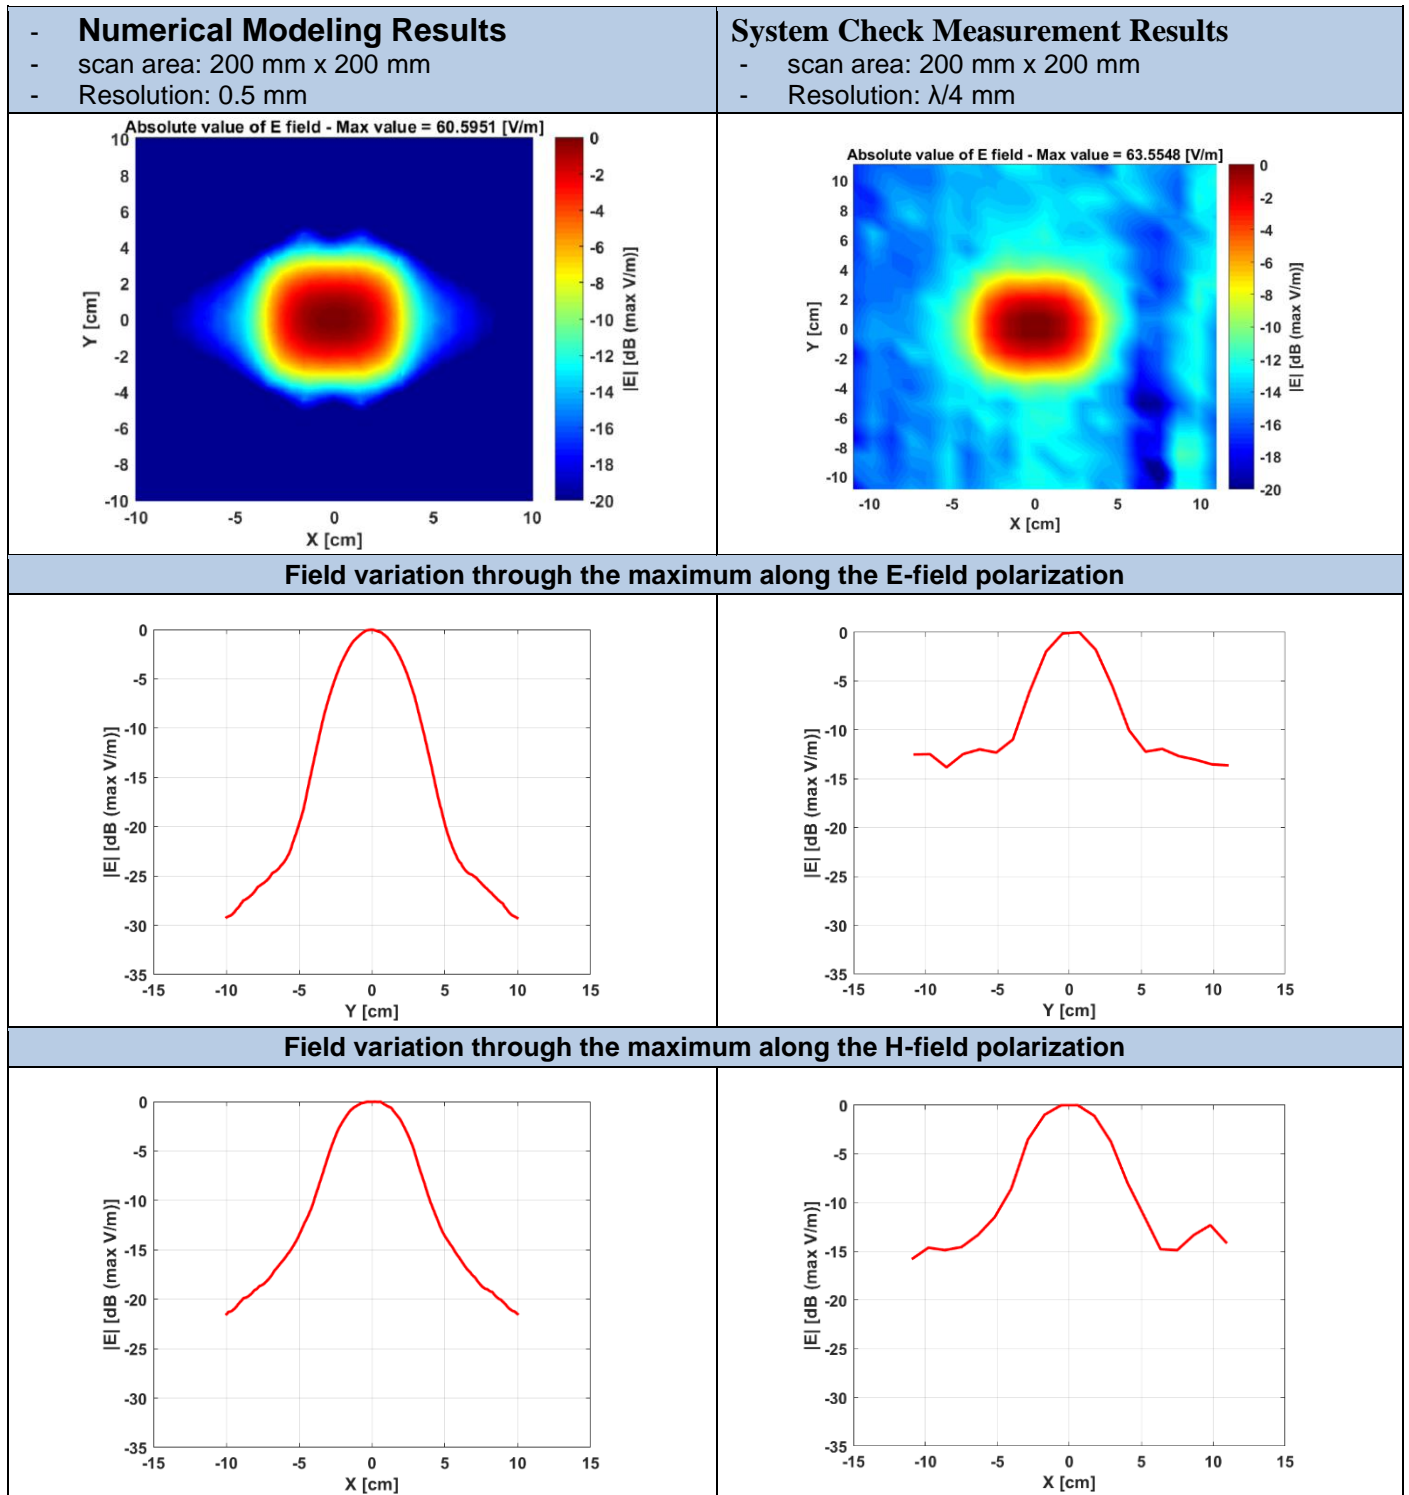 - Numerical Modeling Results
- scan area: 200 mm x 200 mm
- Resolution: 0.5 mm
System Check Measurement Results
- scan area: 200 mm x 200 mm
- Resolution: λ/4 mm
Absolute value of E field - Max value = 60.5951 [V/m]
10
8
6
4
2
0
-2
-4
-6
-8
-10
Y [cm]
-10 -5 0 5 10
X [cm]
0
-2
-4
-6
-8
-10
-12
-14
-16
-18
-20
|E| [dB (max V/m)]
Absolute value of E field - Max value = 63.5548 [V/m]
10
8
6
4
2
0
-2
-4
-6
-8
-10
Y [cm]
-10 -5 0 5 10
X [cm]
0
-2
-4
-6
-8
-10
-12
-14
-16
-18
-20
|E| [dB (max V/m)]
Field variation through the maximum along the E-field polarization
0
-5
-10
-15
-20
-25
-30
-35
|E| [dB (max V/m)]
-15 -10 -5 0 5 10 15
Y [cm]
0
-5
-10
-15
-20
-25
-30
-35
|E| [dB (max V/m)]
-15 -10 -5 0 5 10 15
Y [cm]
Field variation through the maximum along the H-field polarization
0
-5
-10
-15
-20
-25
-30
-35
|E| [dB (max V/m)]
-15 -10 -5 0 5 10 15
X [cm]
0
-5
-10
-15
-20
-25
-30
-35
|E| [dB (max V/m)]
-15 -10 -5 0 5 10 15
X [cm]